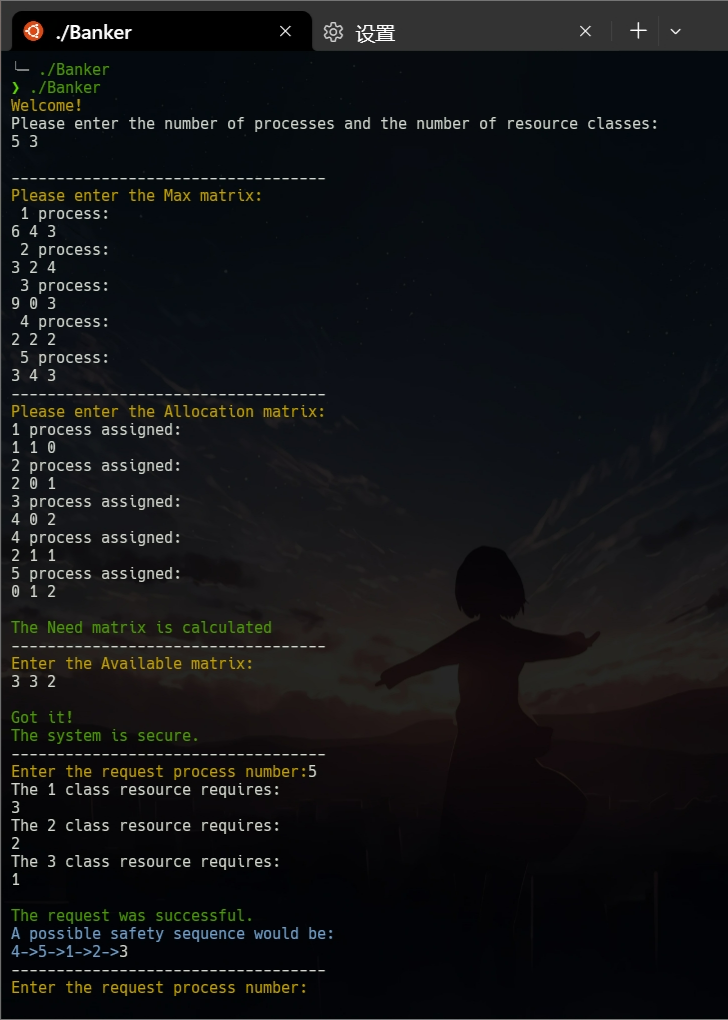 ./Banker
设置
╰─ ./Banker
❯ ./Banker
Welcome!
Please enter the number of processes and the number of resource classes:
5 3
-----------------------------------
Please enter the Max matrix:
1 process:
6 4 3
2 process:
3 2 4
3 process:
9 0 3
4 process:
2 2 2
5 process:
3 4 3
-----------------------------------
Please enter the Allocation matrix:
1 process assigned:
1 1 0
2 process assigned:
2 0 1
3 process assigned:
4 0 2
4 process assigned:
2 1 1
5 process assigned:
0 1 2
The Need matrix is calculated
-----------------------------------
Enter the Available matrix:
3 3 2
Got it!
The system is secure.
-----------------------------------
Enter the request process number:5
The 1 class resource requires:
3
The 2 class resource requires:
2
The 3 class resource requires:
1
The request was successful.
A possible safety sequence would be:
4->5->1->2->3
-----------------------------------
Enter the request process number: